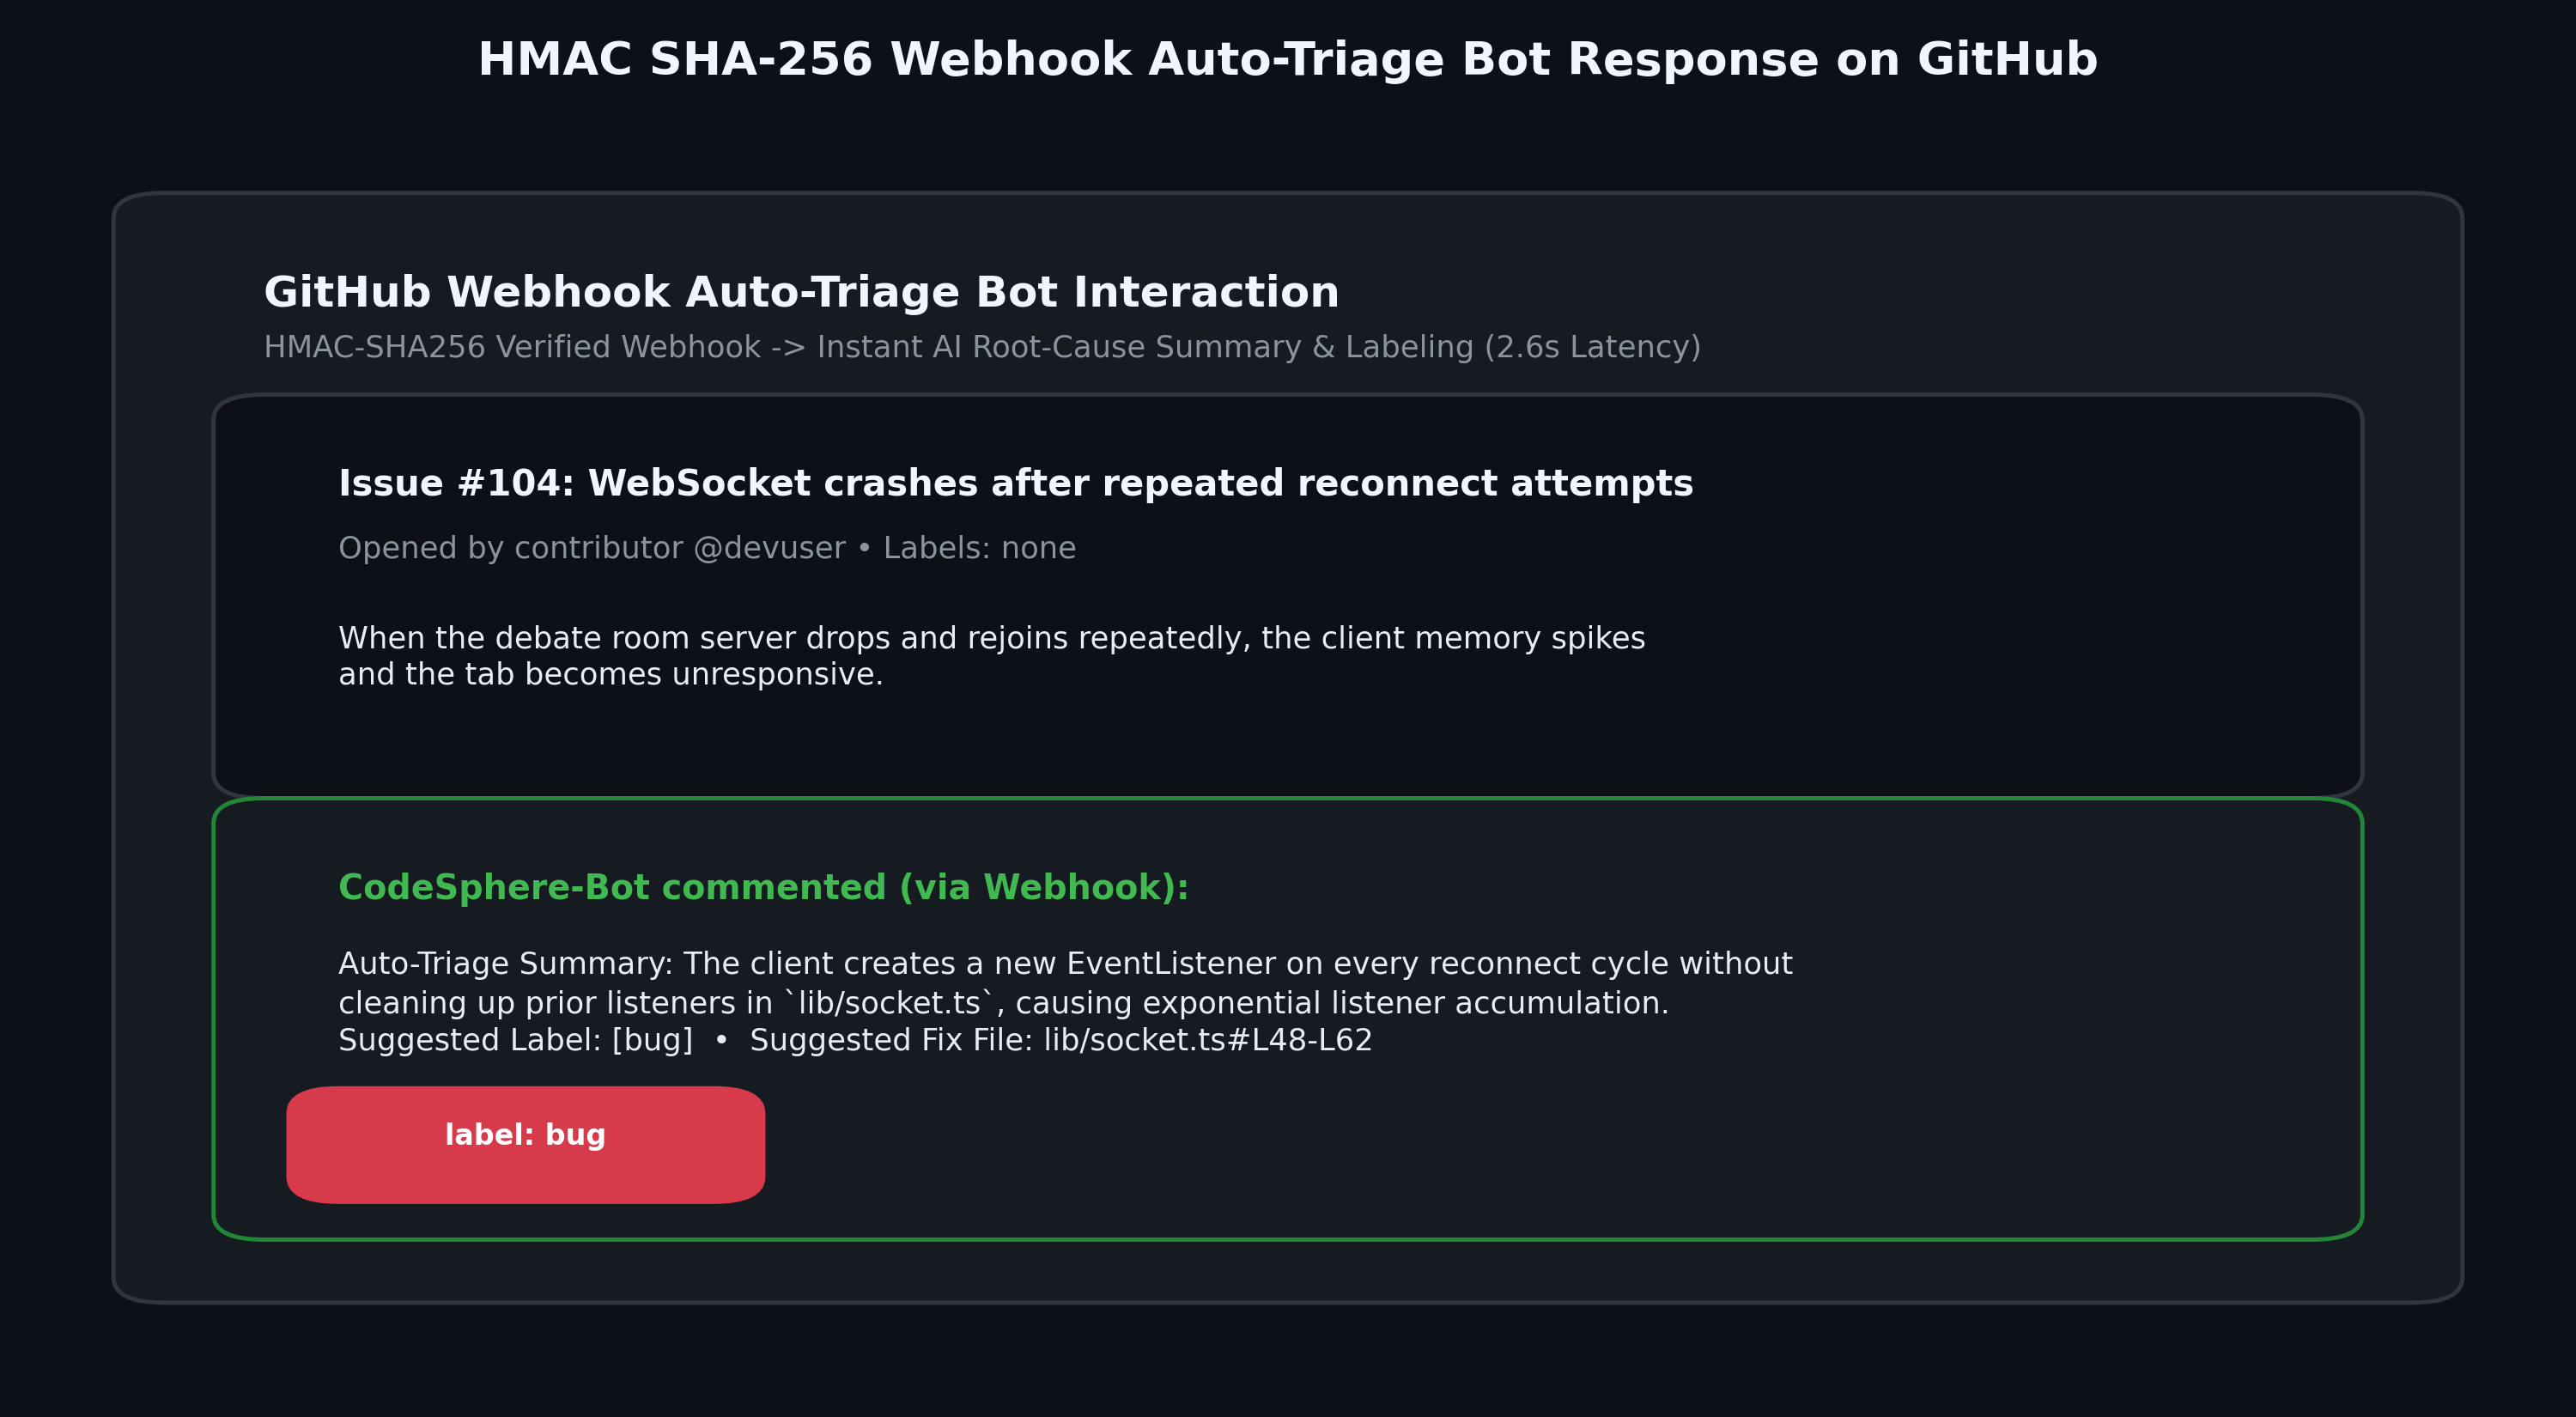 HMAC SHA-256 Webhook Auto-Triage Bot Response on GitHub
GitHub Webhook Auto-Triage Bot Interaction
HMAC-SHA256 Verified Webhook -> Instant AI Root-Cause Summary & Labeling (2.6s Latency)
Issue #104: WebSocket crashes after repeated reconnect attempts
Opened by contributor @devuser • Labels: none
When the debate room server drops and rejoins repeatedly, the client memory spikes
and the tab becomes unresponsive.
CodeSphere-Bot commented (via Webhook):
Auto-Triage Summary: The client creates a new EventListener on every reconnect cycle without
cleaning up prior listeners in `lib/socket.ts`, causing exponential listener accumulation.
Suggested Label: [bug]  •  Suggested Fix File: lib/socket.ts#L48-L62
label: bug